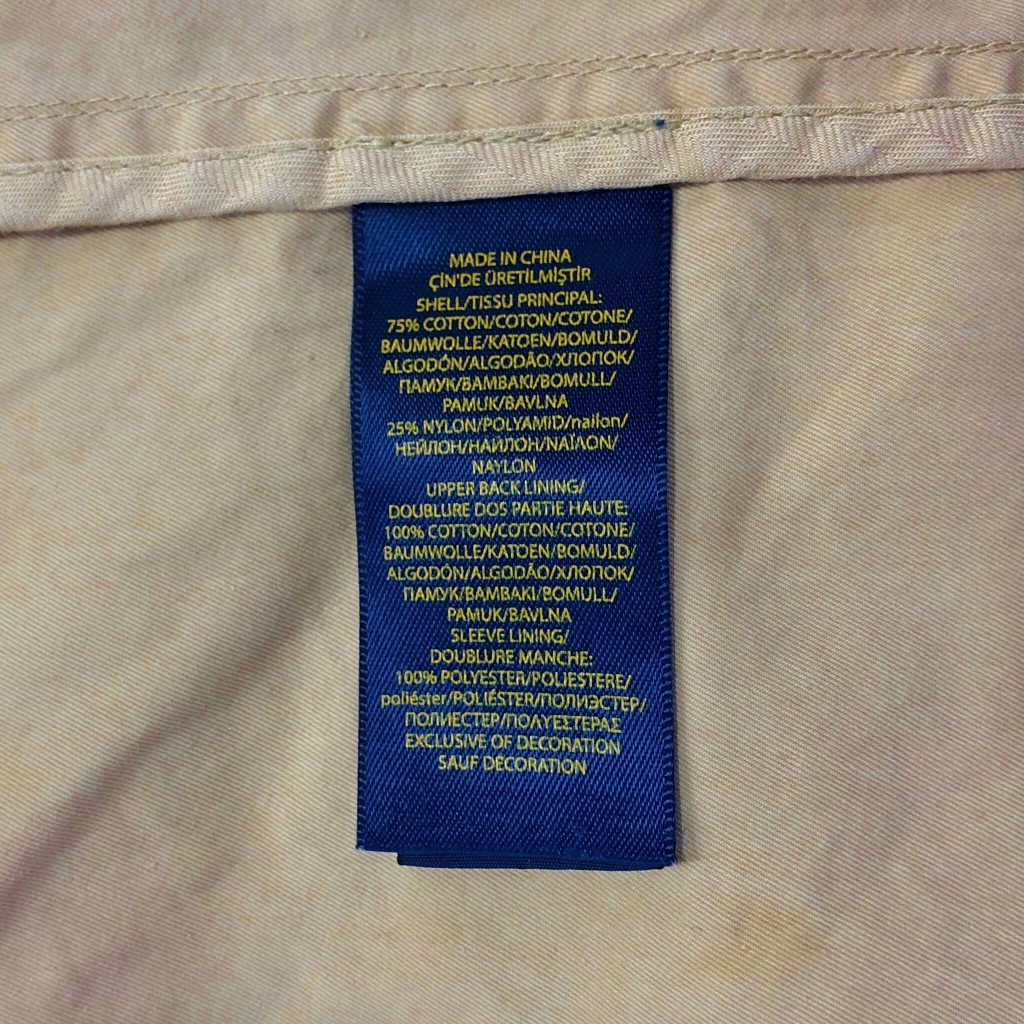 MADE IN CHINA
ÇİN'DE ÜRETİLMİŞTİR
SHELL/TISSU PRINCIPAL:
75% COTTON/COTON/COTONE/
BAUMWOLLE/KATOEN/BOMULD/
ALGODÓN/ALGODÃO/ХЛОПОК/
ПАМУК/ΒΑΜΒΑΚΙ/BOMULL/
PAMUK/BAVLNA
25% NYLON/POLYAMID/nailon/
НЕЙЛОН/НАЙЛОН/ΝΑΪΛΟΝ/
NAYLON
UPPER BACK LINING/
DOUBLURE DOS PARTIE HAUTE:
100% COTTON/COTON/COTONE/
BAUMWOLLE/KATOEN/BOMULD/
ALGODÓN/ALGODÃO/ХЛОПОК/
ПАМУК/ΒΑΜΒΑΚΙ/BOMULL/
PAMUK/BAVLNA
SLEEVE LINING/
DOUBLURE MANCHE:
100% POLYESTER/POLIESTERE/
poliéster/POLIÉSTER/ПОЛИЭСТЕР/
ПОЛИЕСТЕР/ΠΟΛΥΕΣΤΕΡΑΣ
EXCLUSIVE OF DECORATION
SAUF DÉCORATION